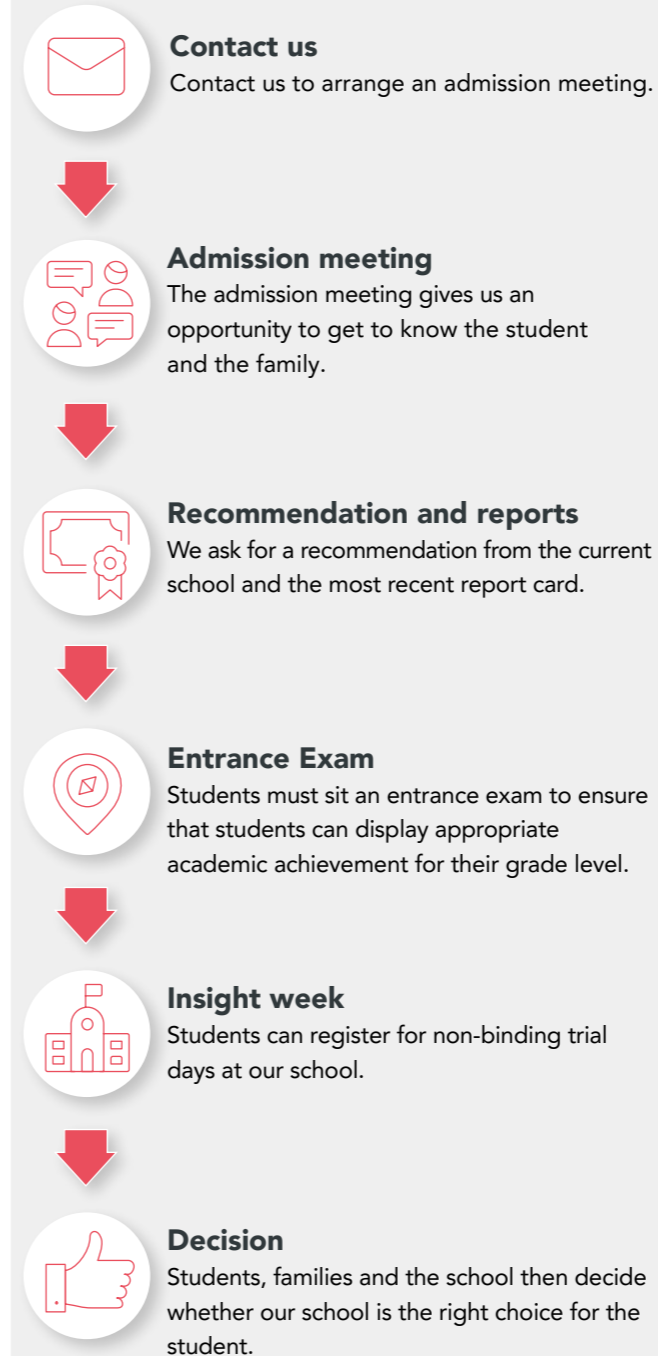 Contact us
Contact us to arrange an admission meeting.
Admission meeting
The admission meeting gives us an
opportunity to get to know the student
and the family.
Recommendation and reports
We ask for a recommendation from the current
school and the most recent report card.
Entrance Exam
Students must sit an entrance exam to ensure
that students can display appropriate
academic achievement for their grade level.
Insight week
Students can register for non-binding trial
days at our school.
Decision
Students, families and the school then decide
whether our school is the right choice for the
student.